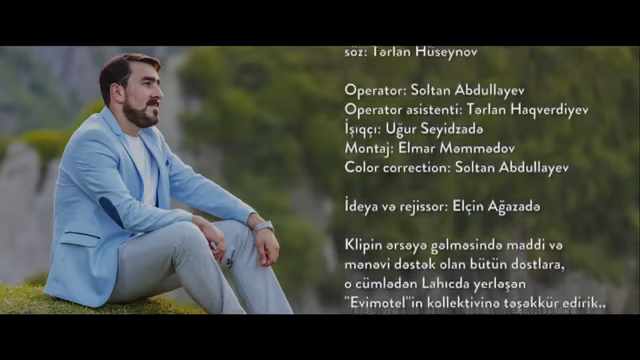 söz: Tərlan Hüseynov
Operator: Soltan Abdullayev
Operator asistenti: Tərlan Haqverdiyev
İşıqçı: Uğur Seyidzadə
Montaj: Elmar Məmmədov
Color correction: Soltan Abdullayev
İdeya və rejissor: Elçin Ağazadə
Klipin ərsəyə gəlməsində maddi və
mənəvi dəstək olan bütün dostlara,
o cümlədən Lahıcda yerləşən
"Evimotel"in kollektivinə təşəkkür edirik..